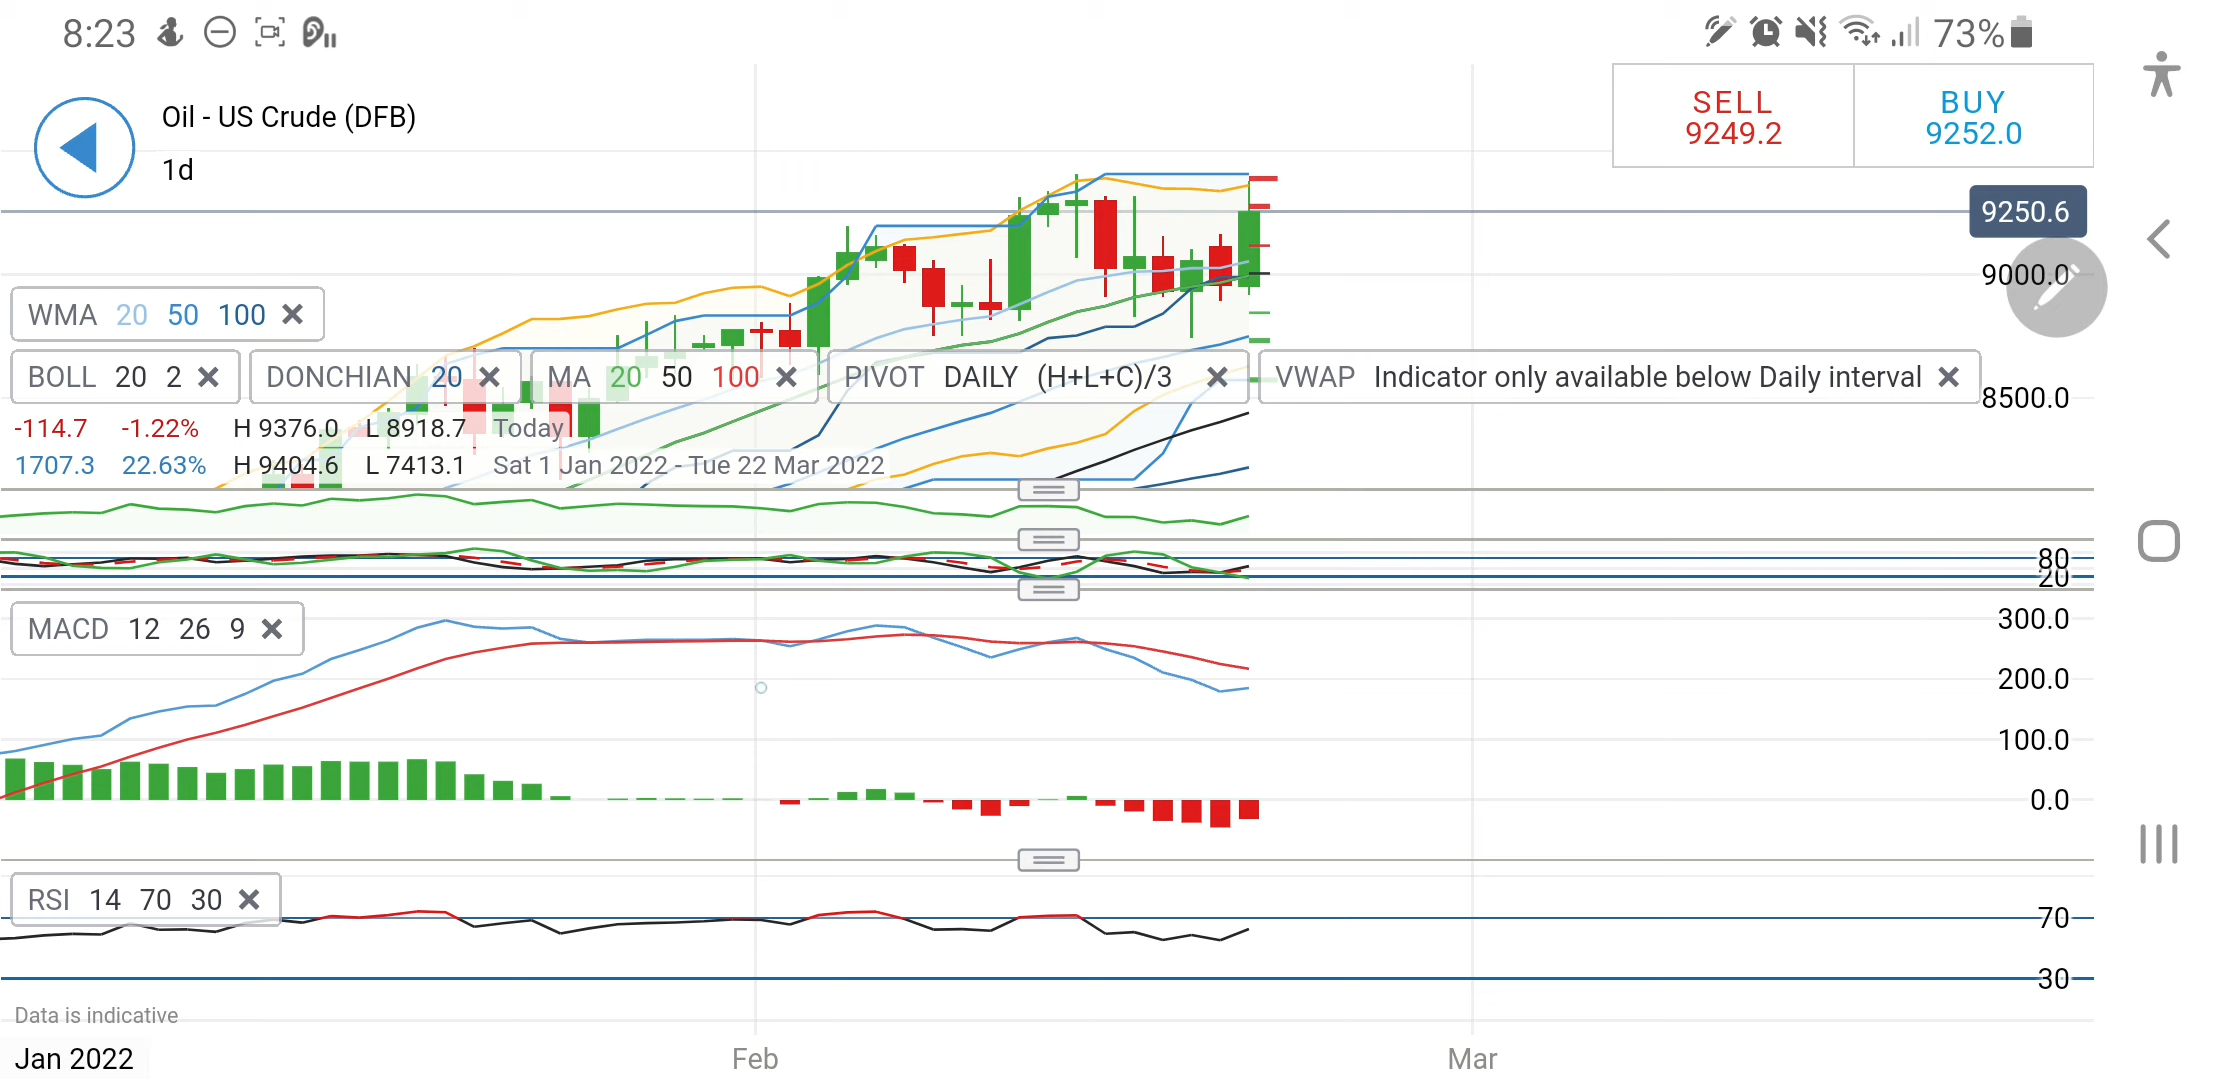 8:23
73%
Oil - US Crude (DFB)
1d
SELL
9249.2
BUY
9252.0
9250.6
9000.0
WMA 20 50 100
BOLL 20 2
DONCHIAN 20
MA 20 50 100
PIVOT DAILY (H+L+C)/3
VWAP Indicator only available below Daily interval
8500.0
-114.7 -1.22% H 9376.0 L 8918.7 Today
1707.3 22.63% H 9404.6 L 7413.1 Sat 1 Jan 2022 - Tue 22 Mar 2022
80
20
MACD 12 26 9
300.0
200.0
100.0
0.0
RSI 14 70 30
70
30
Data is indicative
Jan 2022 Feb Mar